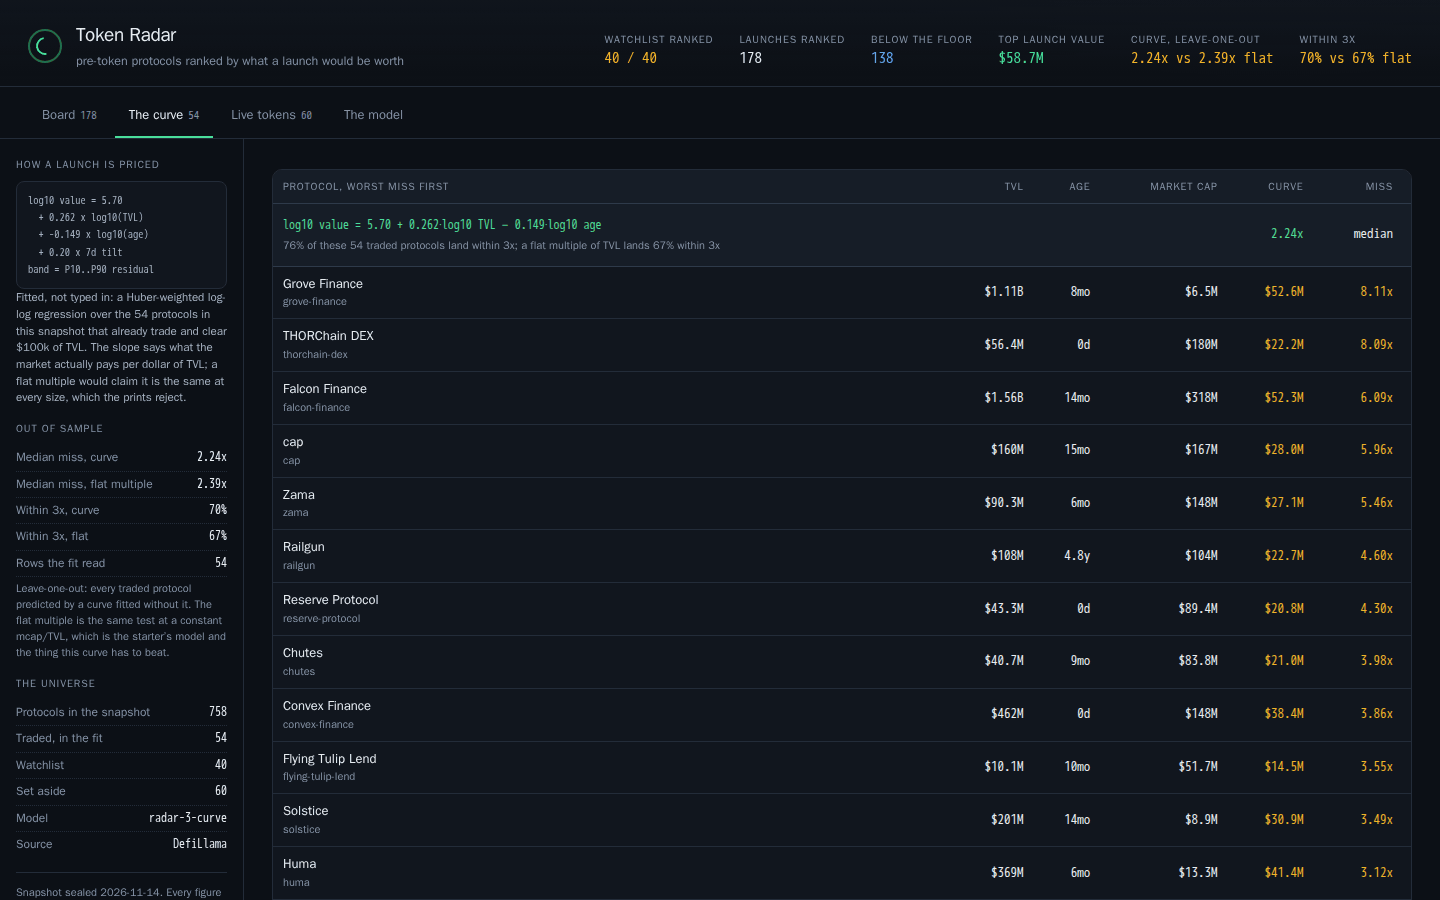 Token Radar
pre-token protocols ranked by what a launch would be worth
WATCHLIST RANKED
40 / 40
LAUNCHES RANKED
178
BELOW THE FLOOR
138
TOP LAUNCH VALUE
$58.7M
CURVE, LEAVE-ONE-OUT
2.24x vs 2.39x flat
WITHIN 3X
70% vs 67% flat
Board 178
The curve 54
Live tokens 60
The model
HOW A LAUNCH IS PRICED
log10 value = 5.70
+ 0.262 x log10(TVL)
+ -0.149 x log10(age)
+ 0.20 x 7d tilt
band = P10..P90 residual
Fitted, not typed in: a Huber-weighted log-
log regression over the 54 protocols in
this snapshot that already trade and clear
$100k of TVL. The slope says what the
market actually pays per dollar of TVL; a
flat multiple would claim it is the same at
every size, which the prints reject.
OUT OF SAMPLE
Median miss, curve 2.24x
Median miss, flat multiple 2.39x
Within 3x, curve 70%
Within 3x, flat 67%
Rows the fit read 54
Leave-one-out: every traded protocol
predicted by a curve fitted without it. The
flat multiple is the same test at a constant
mcap/TVL, which is the starter's model and
the thing this curve has to beat.
THE UNIVERSE
Protocols in the snapshot 758
Traded, in the fit 54
Watchlist 40
Set aside 60
Model radar-3-curve
Source DefiLlama
Snapshot sealed 2026-11-14. Every figure
PROTOCOL, WORST MISS FIRST TVL AGE MARKET CAP CURVE MISS
log10 value = 5.70 + 0.262·log10 TVL − 0.149·log10 age
76% of these 54 traded protocols land within 3x; a flat multiple of TVL lands 67% within 3x
2.24x median
Grove Finance
grove-finance
$1.11B 8mo $6.5M $52.6M 8.11x
THORChain DEX
thorchain-dex
$56.4M 0d $180M $22.2M 8.09x
Falcon Finance
falcon-finance
$1.56B 14mo $318M $52.3M 6.09x
cap
cap
$160M 15mo $167M $28.0M 5.96x
Zama
zama
$90.3M 6mo $148M $27.1M 5.46x
Railgun
railgun
$108M 4.8y $104M $22.7M 4.60x
Reserve Protocol
reserve-protocol
$43.3M 0d $89.4M $20.8M 4.30x
Chutes
chutes
$40.7M 9mo $83.8M $21.0M 3.98x
Convex Finance
convex-finance
$462M 0d $148M $38.4M 3.86x
Flying Tulip Lend
flying-tulip-lend
$10.1M 10mo $51.7M $14.5M 3.55x
Solstice
solstice
$201M 14mo $8.9M $30.9M 3.49x
Huma
huma
$369M 6mo $13.3M $41.4M 3.12x